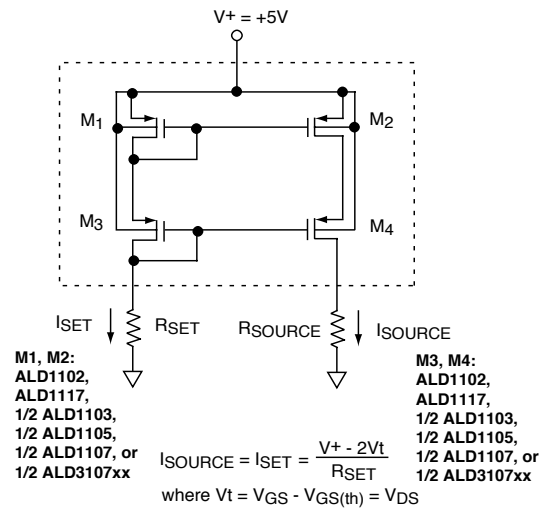 V+ = +5V
M1
M2
M3
M4
ISET
RSET
RSOURCE
ISOURCE
M1, M2:
ALD1102,
ALD1117,
1/2 ALD1103,
1/2 ALD1105,
1/2 ALD1107, or
1/2 ALD3107xx
M3, M4:
ALD1102,
ALD1117,
1/2 ALD1103,
1/2 ALD1105,
1/2 ALD1107, or
1/2 ALD3107xx
ISOURCE = ISET = V+ - 2Vt / RSET
where Vt = VGS - VGS(th) = VDS